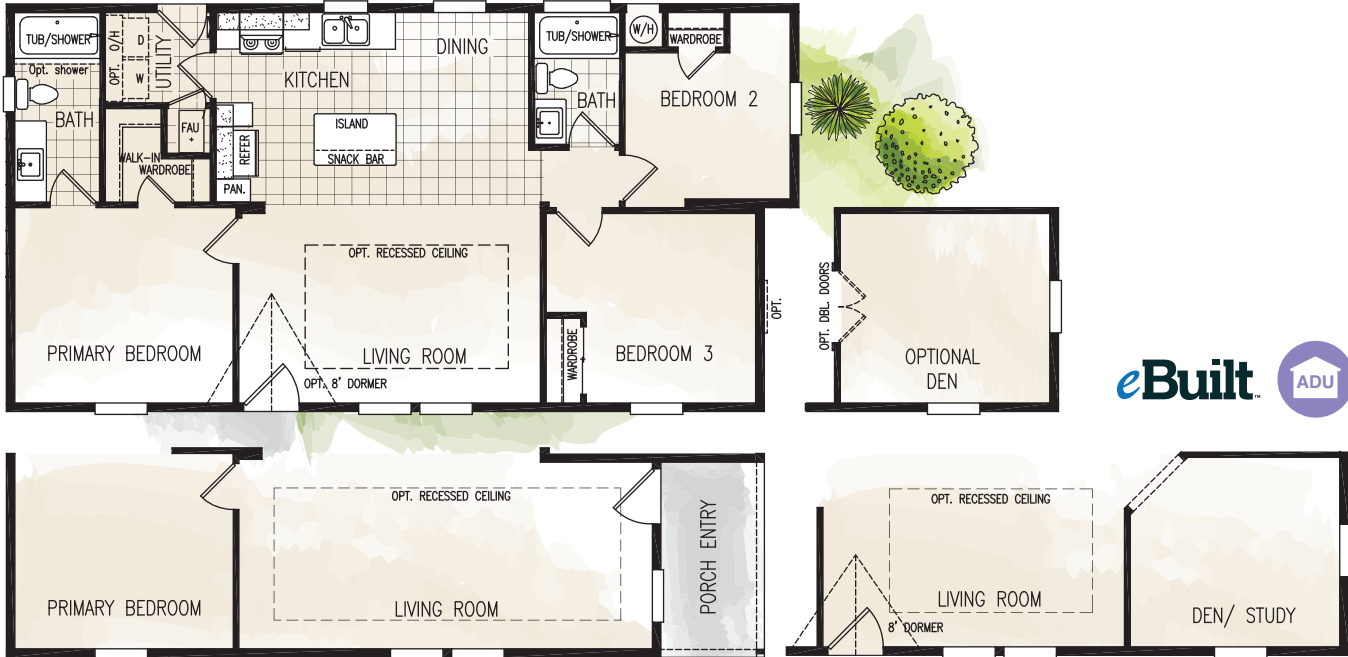 TUB/SHOWER
Opt. shower
BATH
OPT. O/H
D
W
UTILITY
FAU
WALK-IN
WARDROBE
REFER
PAN.
KITCHEN
ISLAND
SNACK BAR
DINING
TUB/SHOWER
BATH
W/H
WARDROBE
BEDROOM 2
PRIMARY BEDROOM
OPT. RECESSED CEILING
LIVING ROOM
OPT. 8' DORMER
WARDROBE
BEDROOM 3
OPT.
OPT. DBL. DOORS
OPTIONAL
DEN
eBuilt™
ADU
PRIMARY BEDROOM
OPT. RECESSED CEILING
LIVING ROOM
PORCH ENTRY
OPT. RECESSED CEILING
LIVING ROOM
8' DORMER
DEN/ STUDY